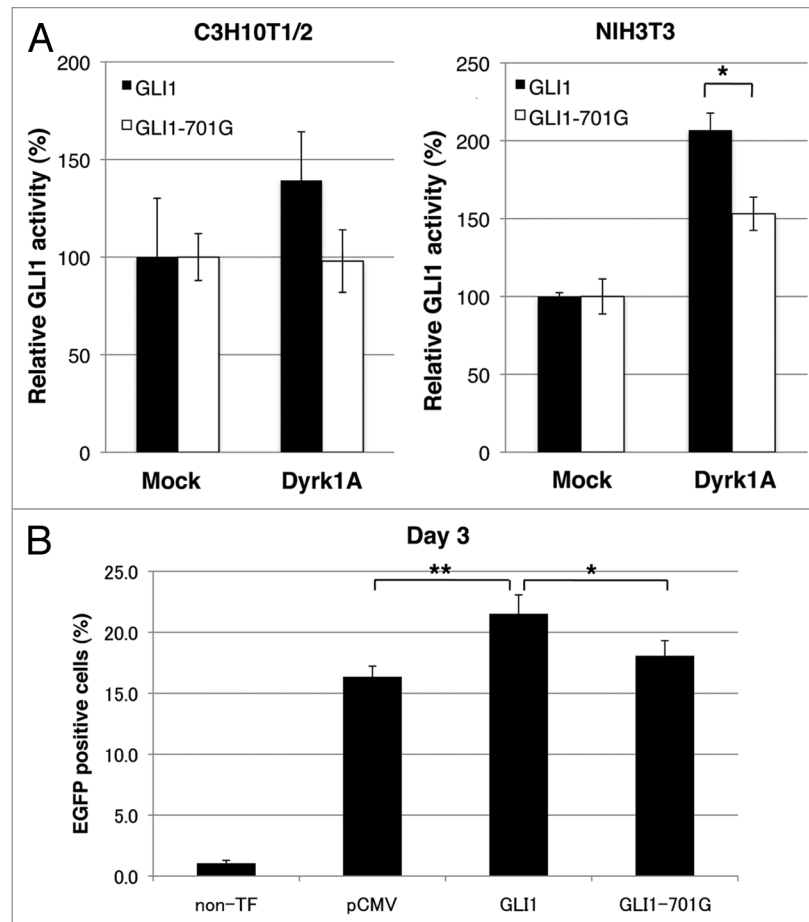 A
C3H10T1/2
Relative GLI1 activity (%)
200
150
100
50
0
GLI1
GLI1-701G
Mock
Dyrk1A
NIH3T3
Relative GLI1 activity (%)
250
200
150
100
50
0
GLI1
GLI1-701G
*
Mock
Dyrk1A
B
Day 3
EGFP positive cells (%)
25.0
20.0
15.0
10.0
5.0
0.0
**
*
non-TF
pCMV
GLI1
GLI1-701G